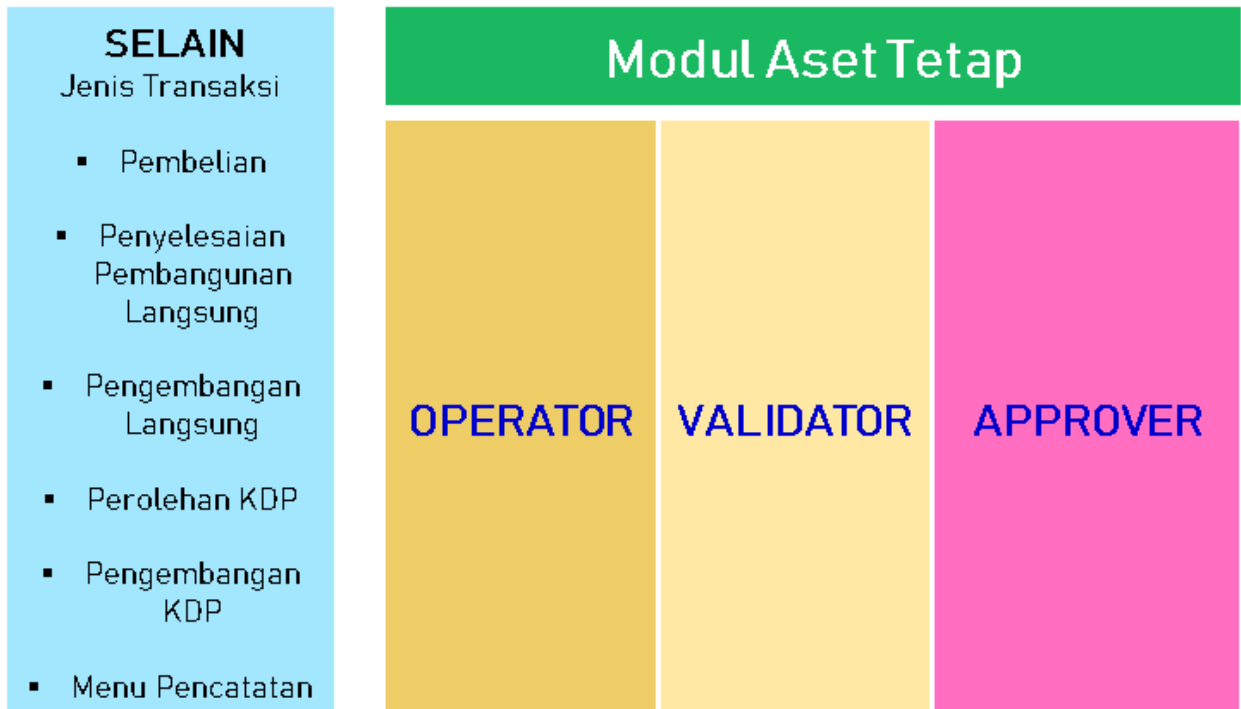 SELAIN
Jenis Transaksi
▪ Pembelian
▪ Penyelesaian
Pembangunan
Langsung
▪ Pengembangan
Langsung
▪ Perolehan KDP
▪ Pengembangan
KDP
▪ Menu Pencatatan
Modul Aset Tetap
OPERATOR
VALIDATOR
APPROVER